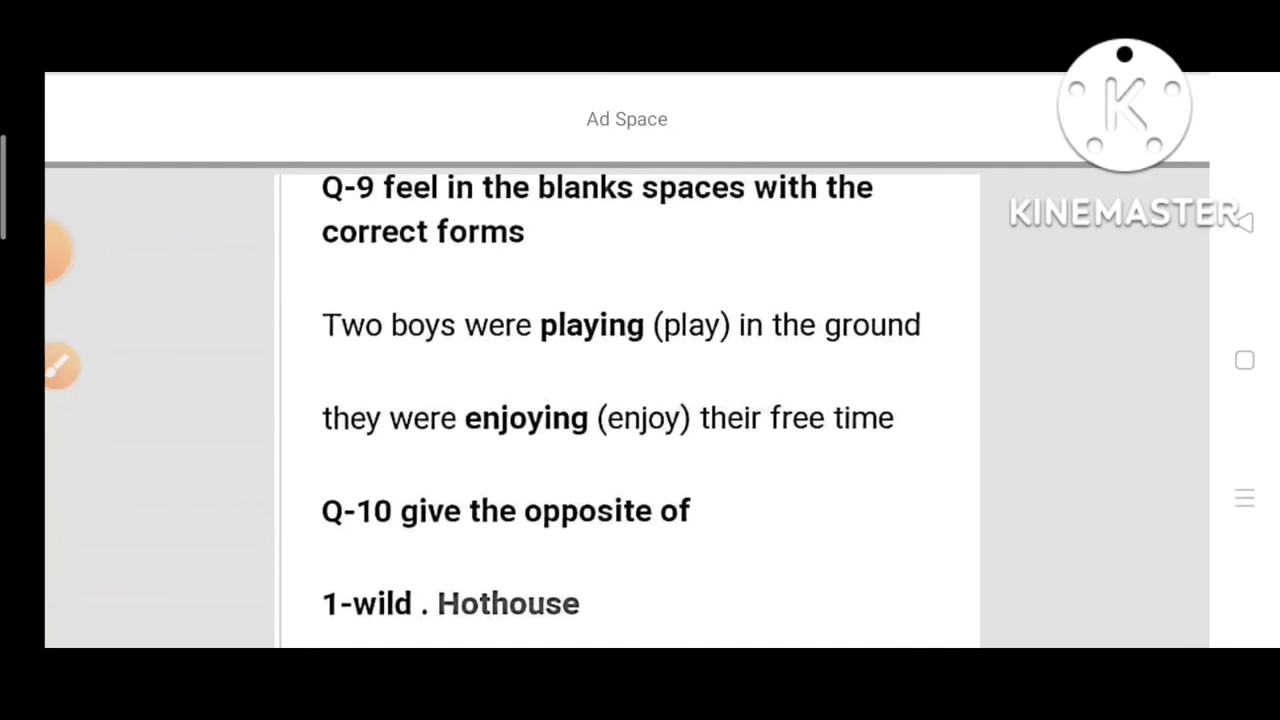 Ad Space
KINEMASTER
Q-9 feel in the blanks spaces with the
correct forms
Two boys were playing (play) in the ground
they were enjoying (enjoy) their free time
Q-10 give the opposite of
1-wild . Hothouse